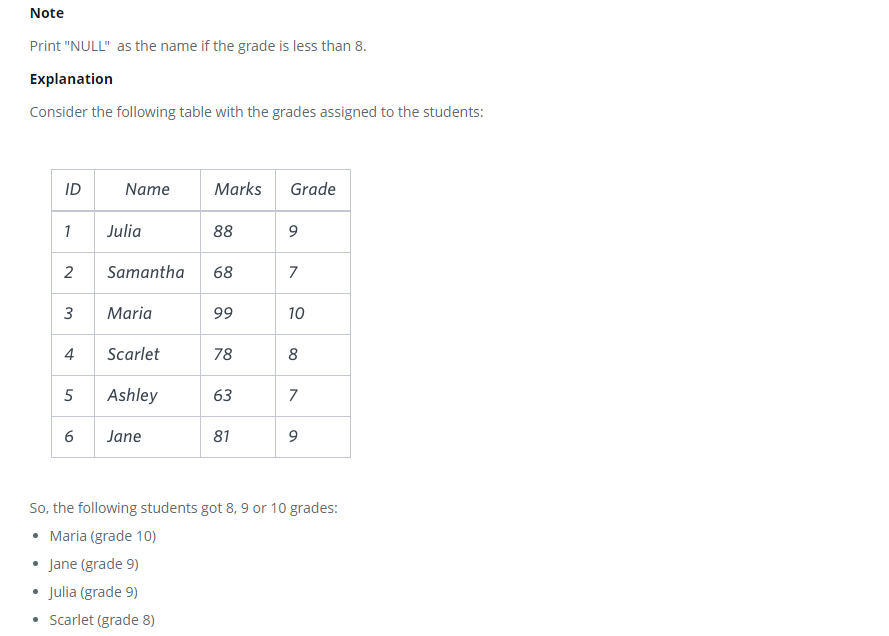 Note
Print "NULL"  as the name if the grade is less than 8.
Explanation
Consider the following table with the grades assigned to the students:
ID Name Marks Grade
1 Julia 88 9
2 Samantha 68 7
3 Maria 99 10
4 Scarlet 78 8
5 Ashley 63 7
6 Jane 81 9
So, the following students got 8, 9 or 10 grades:
• Maria (grade 10)
• Jane (grade 9)
• Julia (grade 9)
• Scarlet (grade 8)